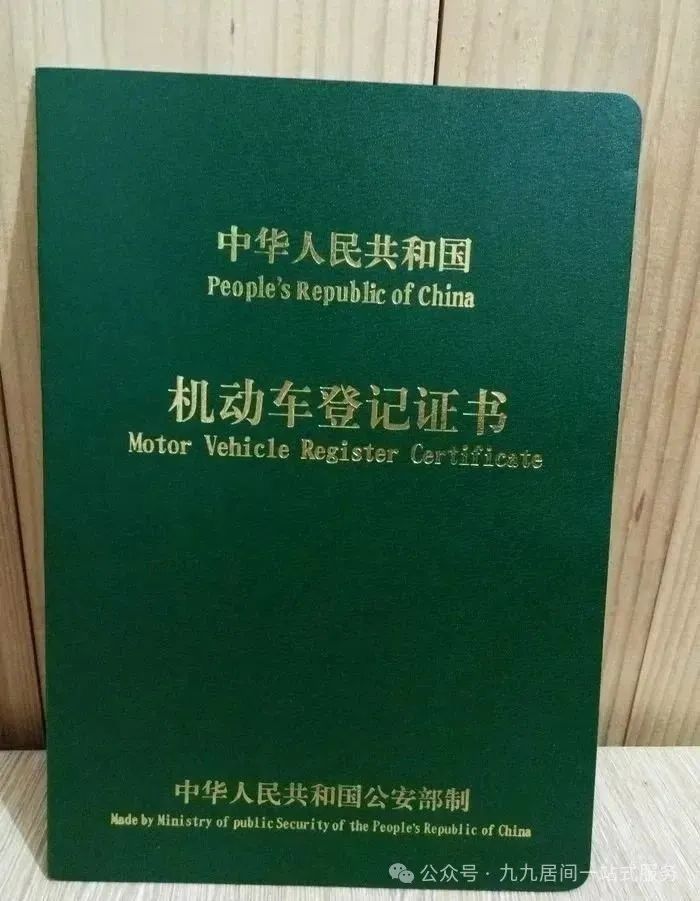 中华人民共和国
People's Republic of China
机动车登记证书
Motor Vehicle Register Certificate
中华人民共和国公安部制
Made by Ministry of public Security of the People's Republic of China
公众号·九九居间一站式服务